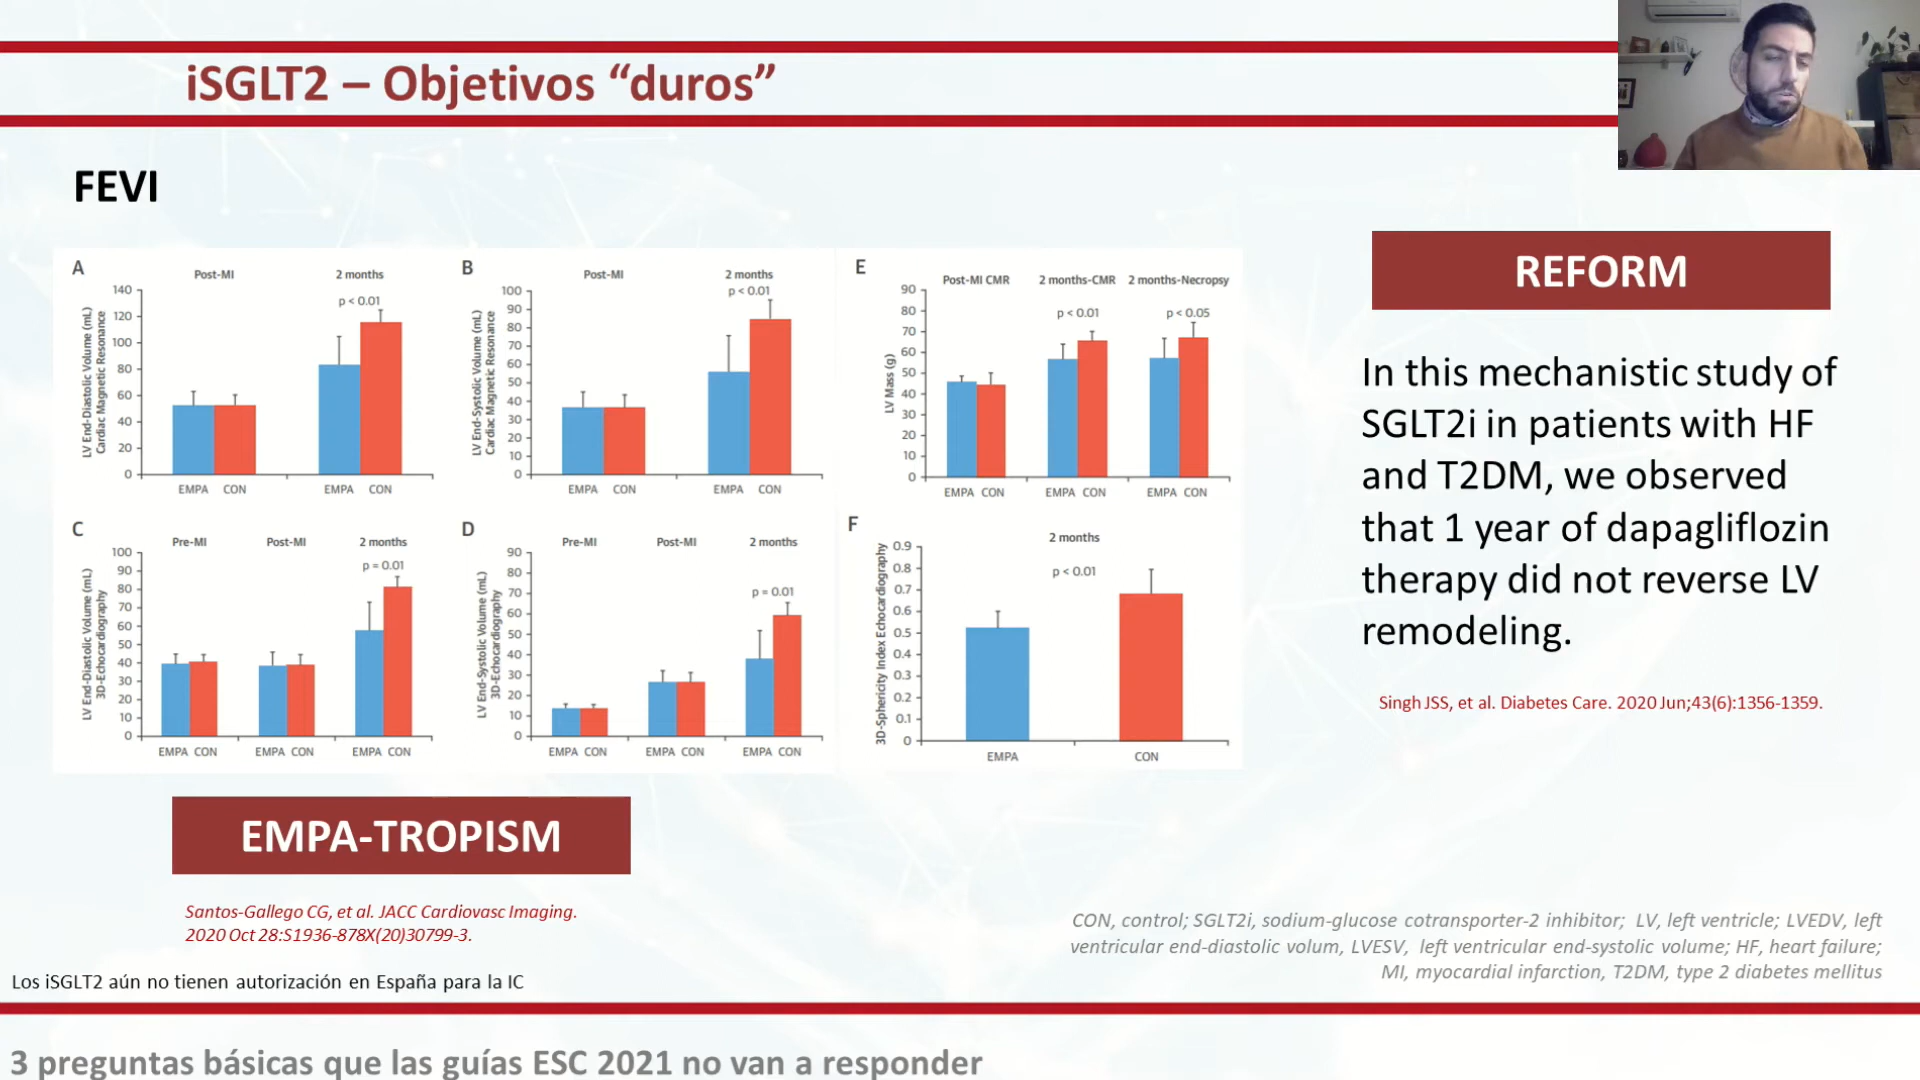 iSGLT2 – Objetivos “duros”
FEVI
A
Post-MI
2 months
p < 0.01
LV End-Diastolic Volume (mL)
Cardiac Magnetic Resonance
140
120
100
80
60
40
20
0
EMPA CON
EMPA CON
B
Post-MI
2 months
p < 0.01
LV End-Systolic Volume (mL)
Cardiac Magnetic Resonance
100
90
80
70
60
50
40
30
20
10
0
EMPA CON
EMPA CON
E
Post-MI CMR
2 months-CMR
2 months-Necropsy
p < 0.01
p < 0.05
LV Mass (g)
90
80
70
60
50
40
30
20
10
0
EMPA CON
EMPA CON
EMPA CON
C
Pre-MI
Post-MI
2 months
p = 0.01
LV End-Diastolic Volume (mL)
3D-Echocardiography
100
90
80
70
60
50
40
30
20
10
0
EMPA CON
EMPA CON
EMPA CON
D
Pre-MI
Post-MI
2 months
p = 0.01
LV End-Systolic Volume (mL)
3D-Echocardiography
90
80
70
60
50
40
30
20
10
0
EMPA CON
EMPA CON
EMPA CON
F
2 months
p < 0.01
3D-Sphericity Index Echocardiography
0.9
0.8
0.7
0.6
0.5
0.4
0.3
0.2
0.1
0
EMPA
CON
EMPA-TROPISM
Santos-Gallego CG, et al. JACC Cardiovasc Imaging.
2020 Oct 28:S1936-878X(20)30799-3.
REFORM
In this mechanistic study of
SGLT2i in patients with HF
and T2DM, we observed
that 1 year of dapagliflozin
therapy did not reverse LV
remodeling.
Singh JSS, et al. Diabetes Care. 2020 Jun;43(6):1356-1359.
CON, control; SGLT2i, sodium-glucose cotransporter-2 inhibitor; LV, left ventricle; LVEDV, left
ventricular end-diastolic volum, LVESV, left ventricular end-systolic volume; HF, heart failure;
MI, myocardial infarction, T2DM, type 2 diabetes mellitus
Los iSGLT2 aún no tienen autorización en España para la IC
3 preguntas básicas que las guías ESC 2021 no van a responder